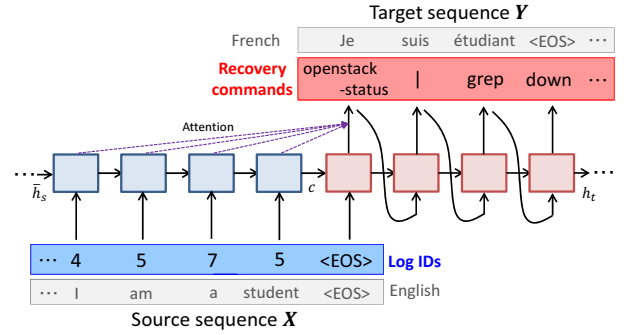 Target sequence Y
French Je suis étudiant <EOS> ...
Recovery commands openstack -status | grep down ...
Attention
... h̄s c ht ...
... 4 5 7 5 <EOS> Log IDs
... I am a student <EOS> English
Source sequence X